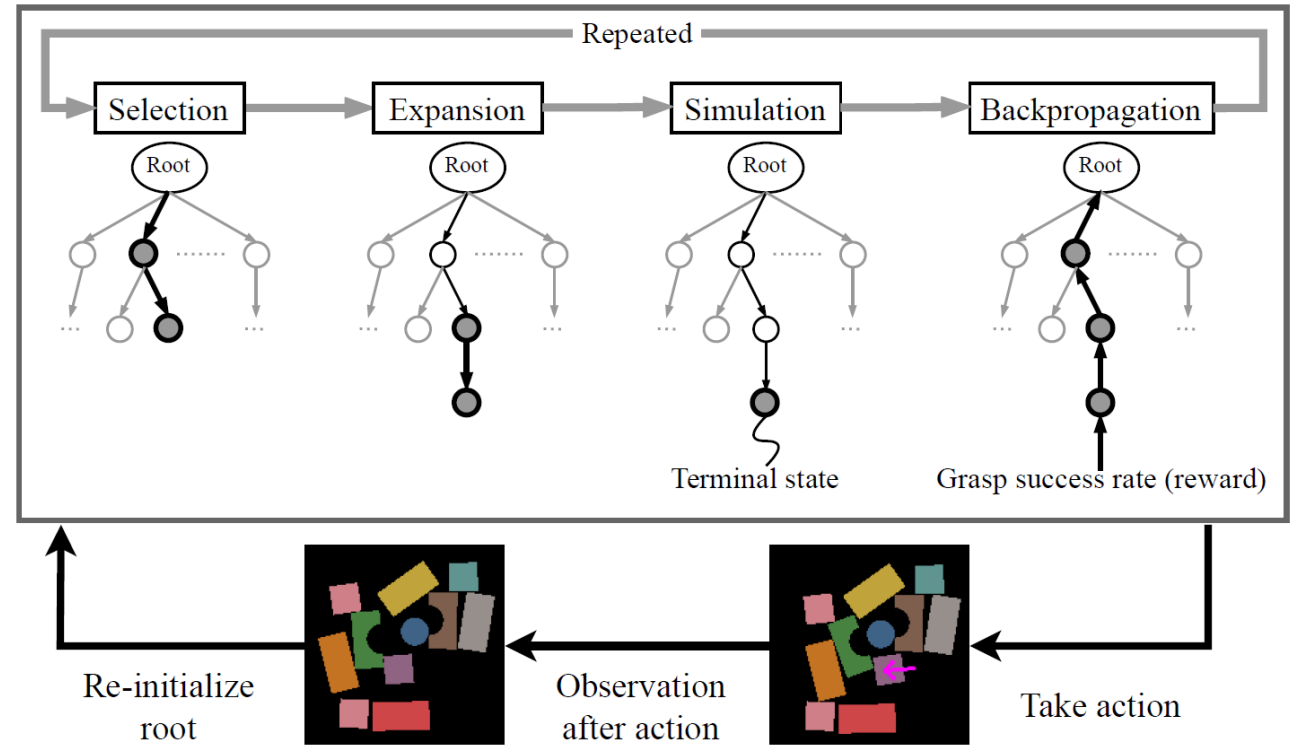 Repeated
Selection
Expansion
Simulation
Backpropagation
Root
Root
Root
Root
.......
.......
.......
.......
...
...
...
...
...
...
...
...
Terminal state
Grasp success rate (reward)
Re-initialize
root
Observation
after action
Take action